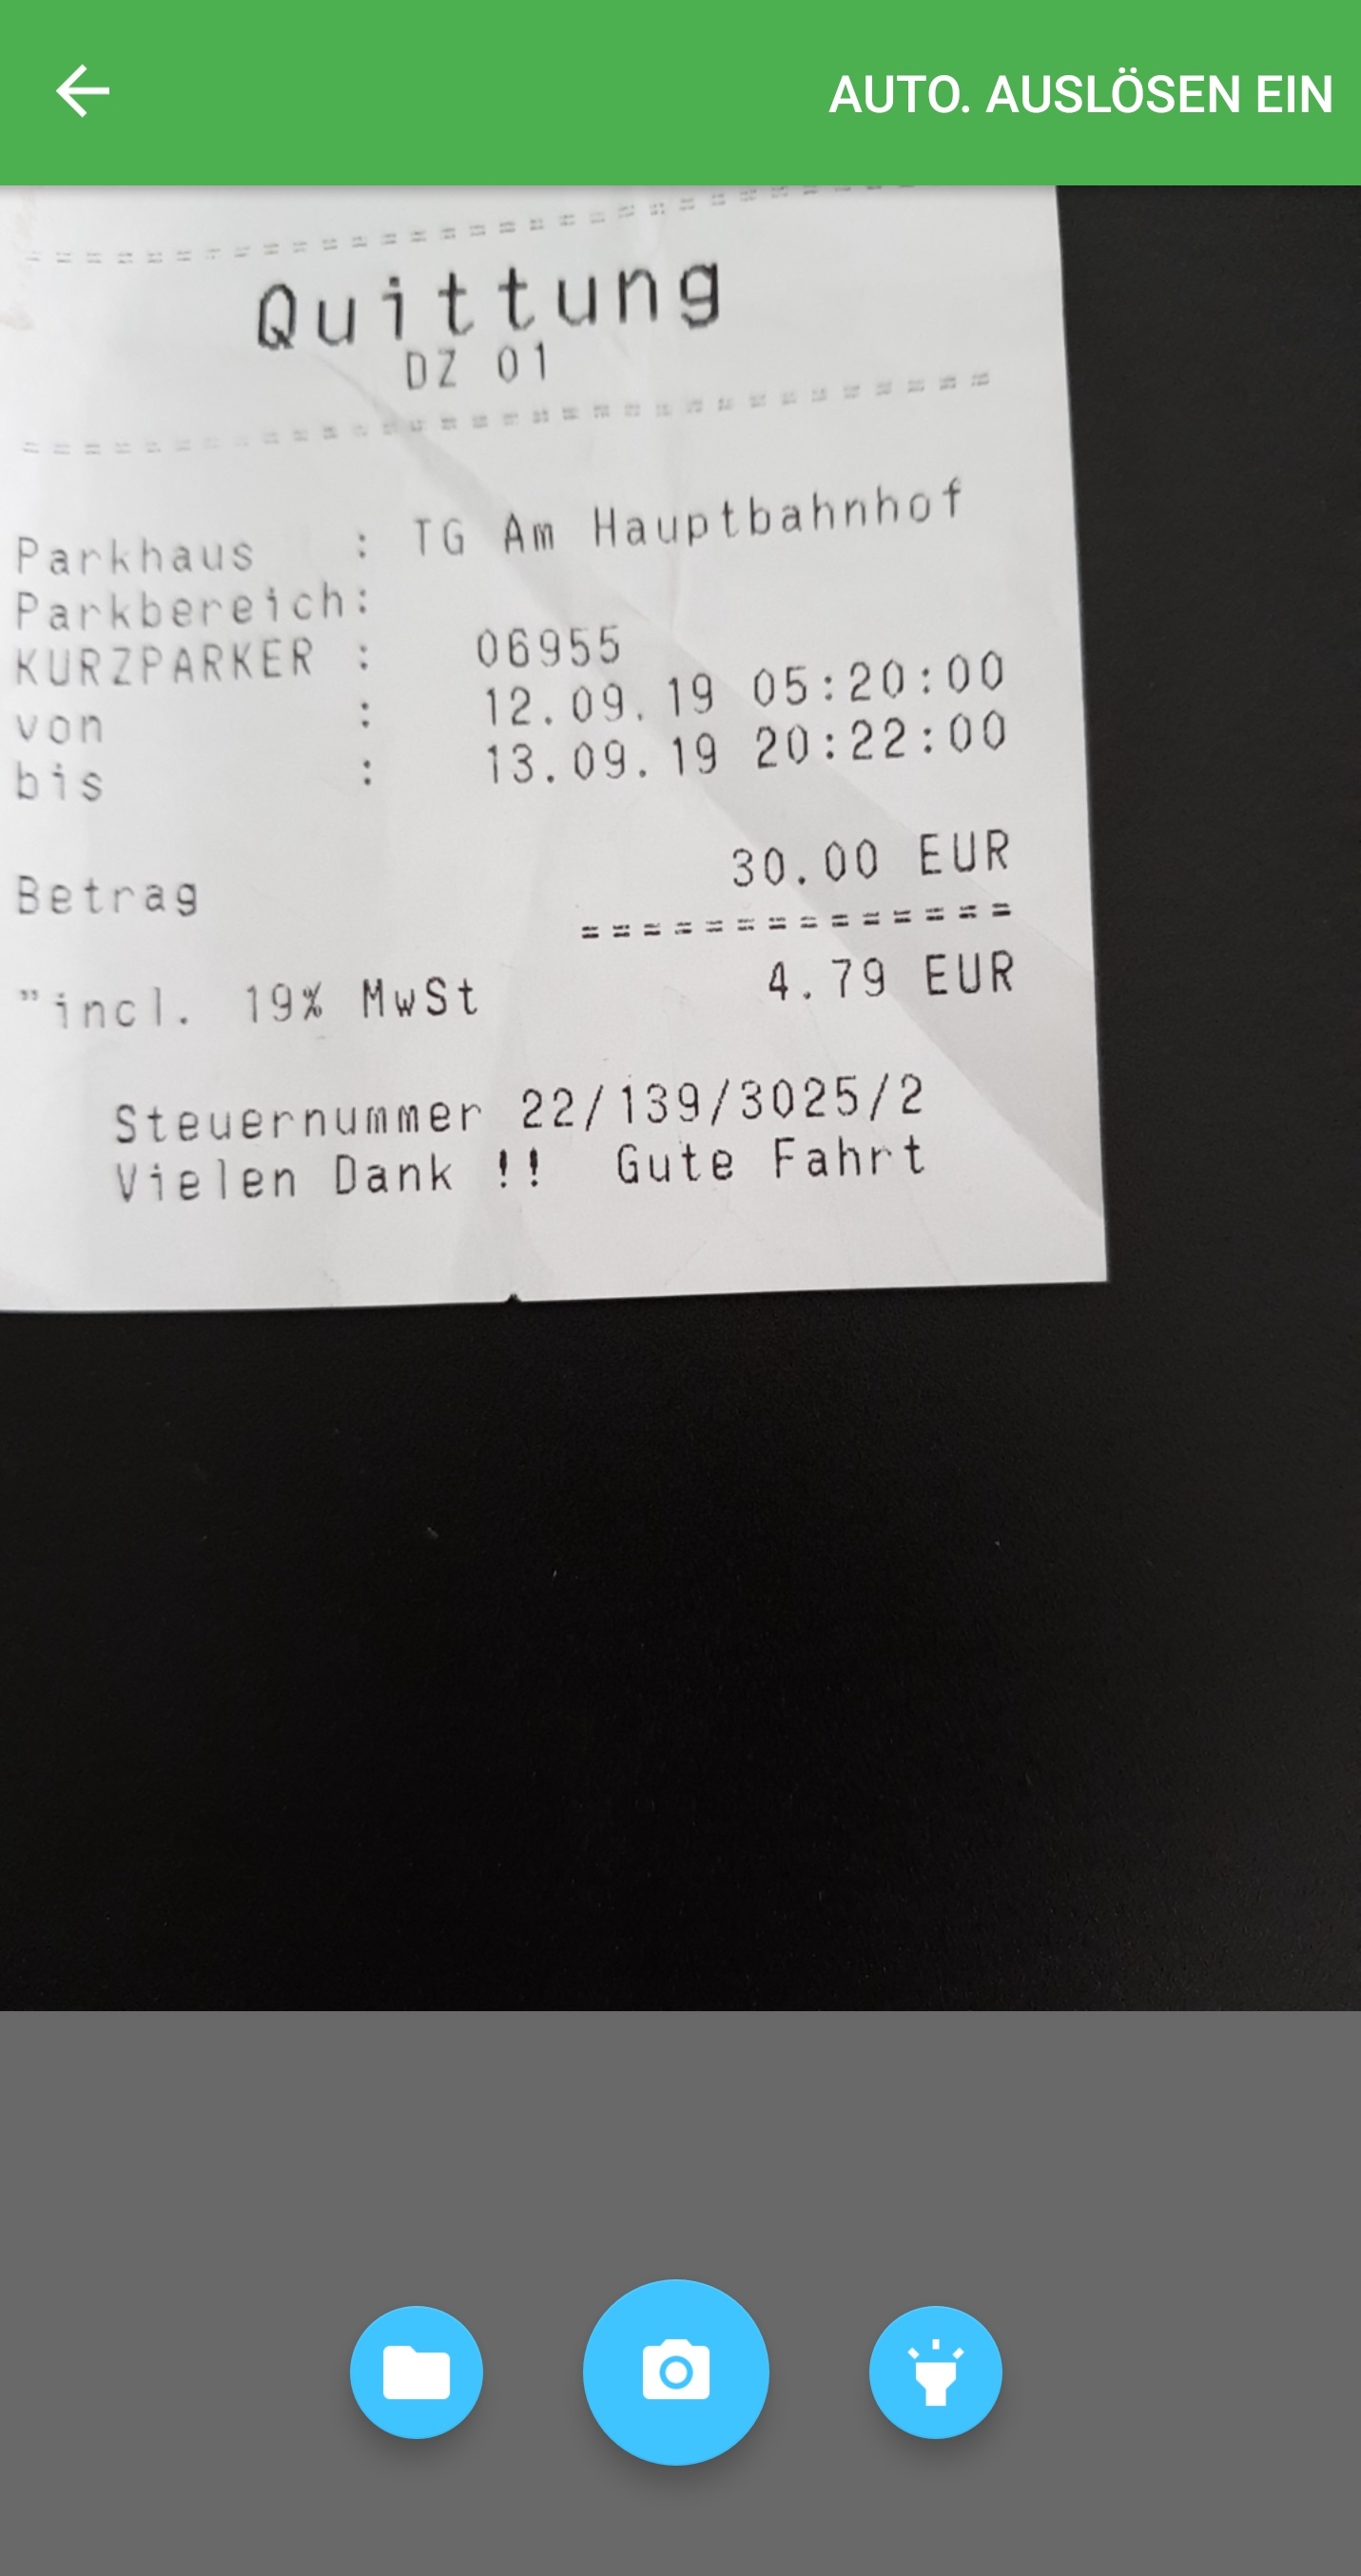 AUTO. AUSLÖSEN EIN
==============================
Quittung
DZ 01
================================
Parkhaus : TG Am Hauptbahnhof
Parkbereich:
KURZPARKER : 06955
von : 12.09.19 05:20:00
bis : 13.09.19 20:22:00
Betrag 30.00 EUR
==============
"incl. 19% MwSt 4.79 EUR
Steuernummer 22/139/3025/2
Vielen Dank !! Gute Fahrt